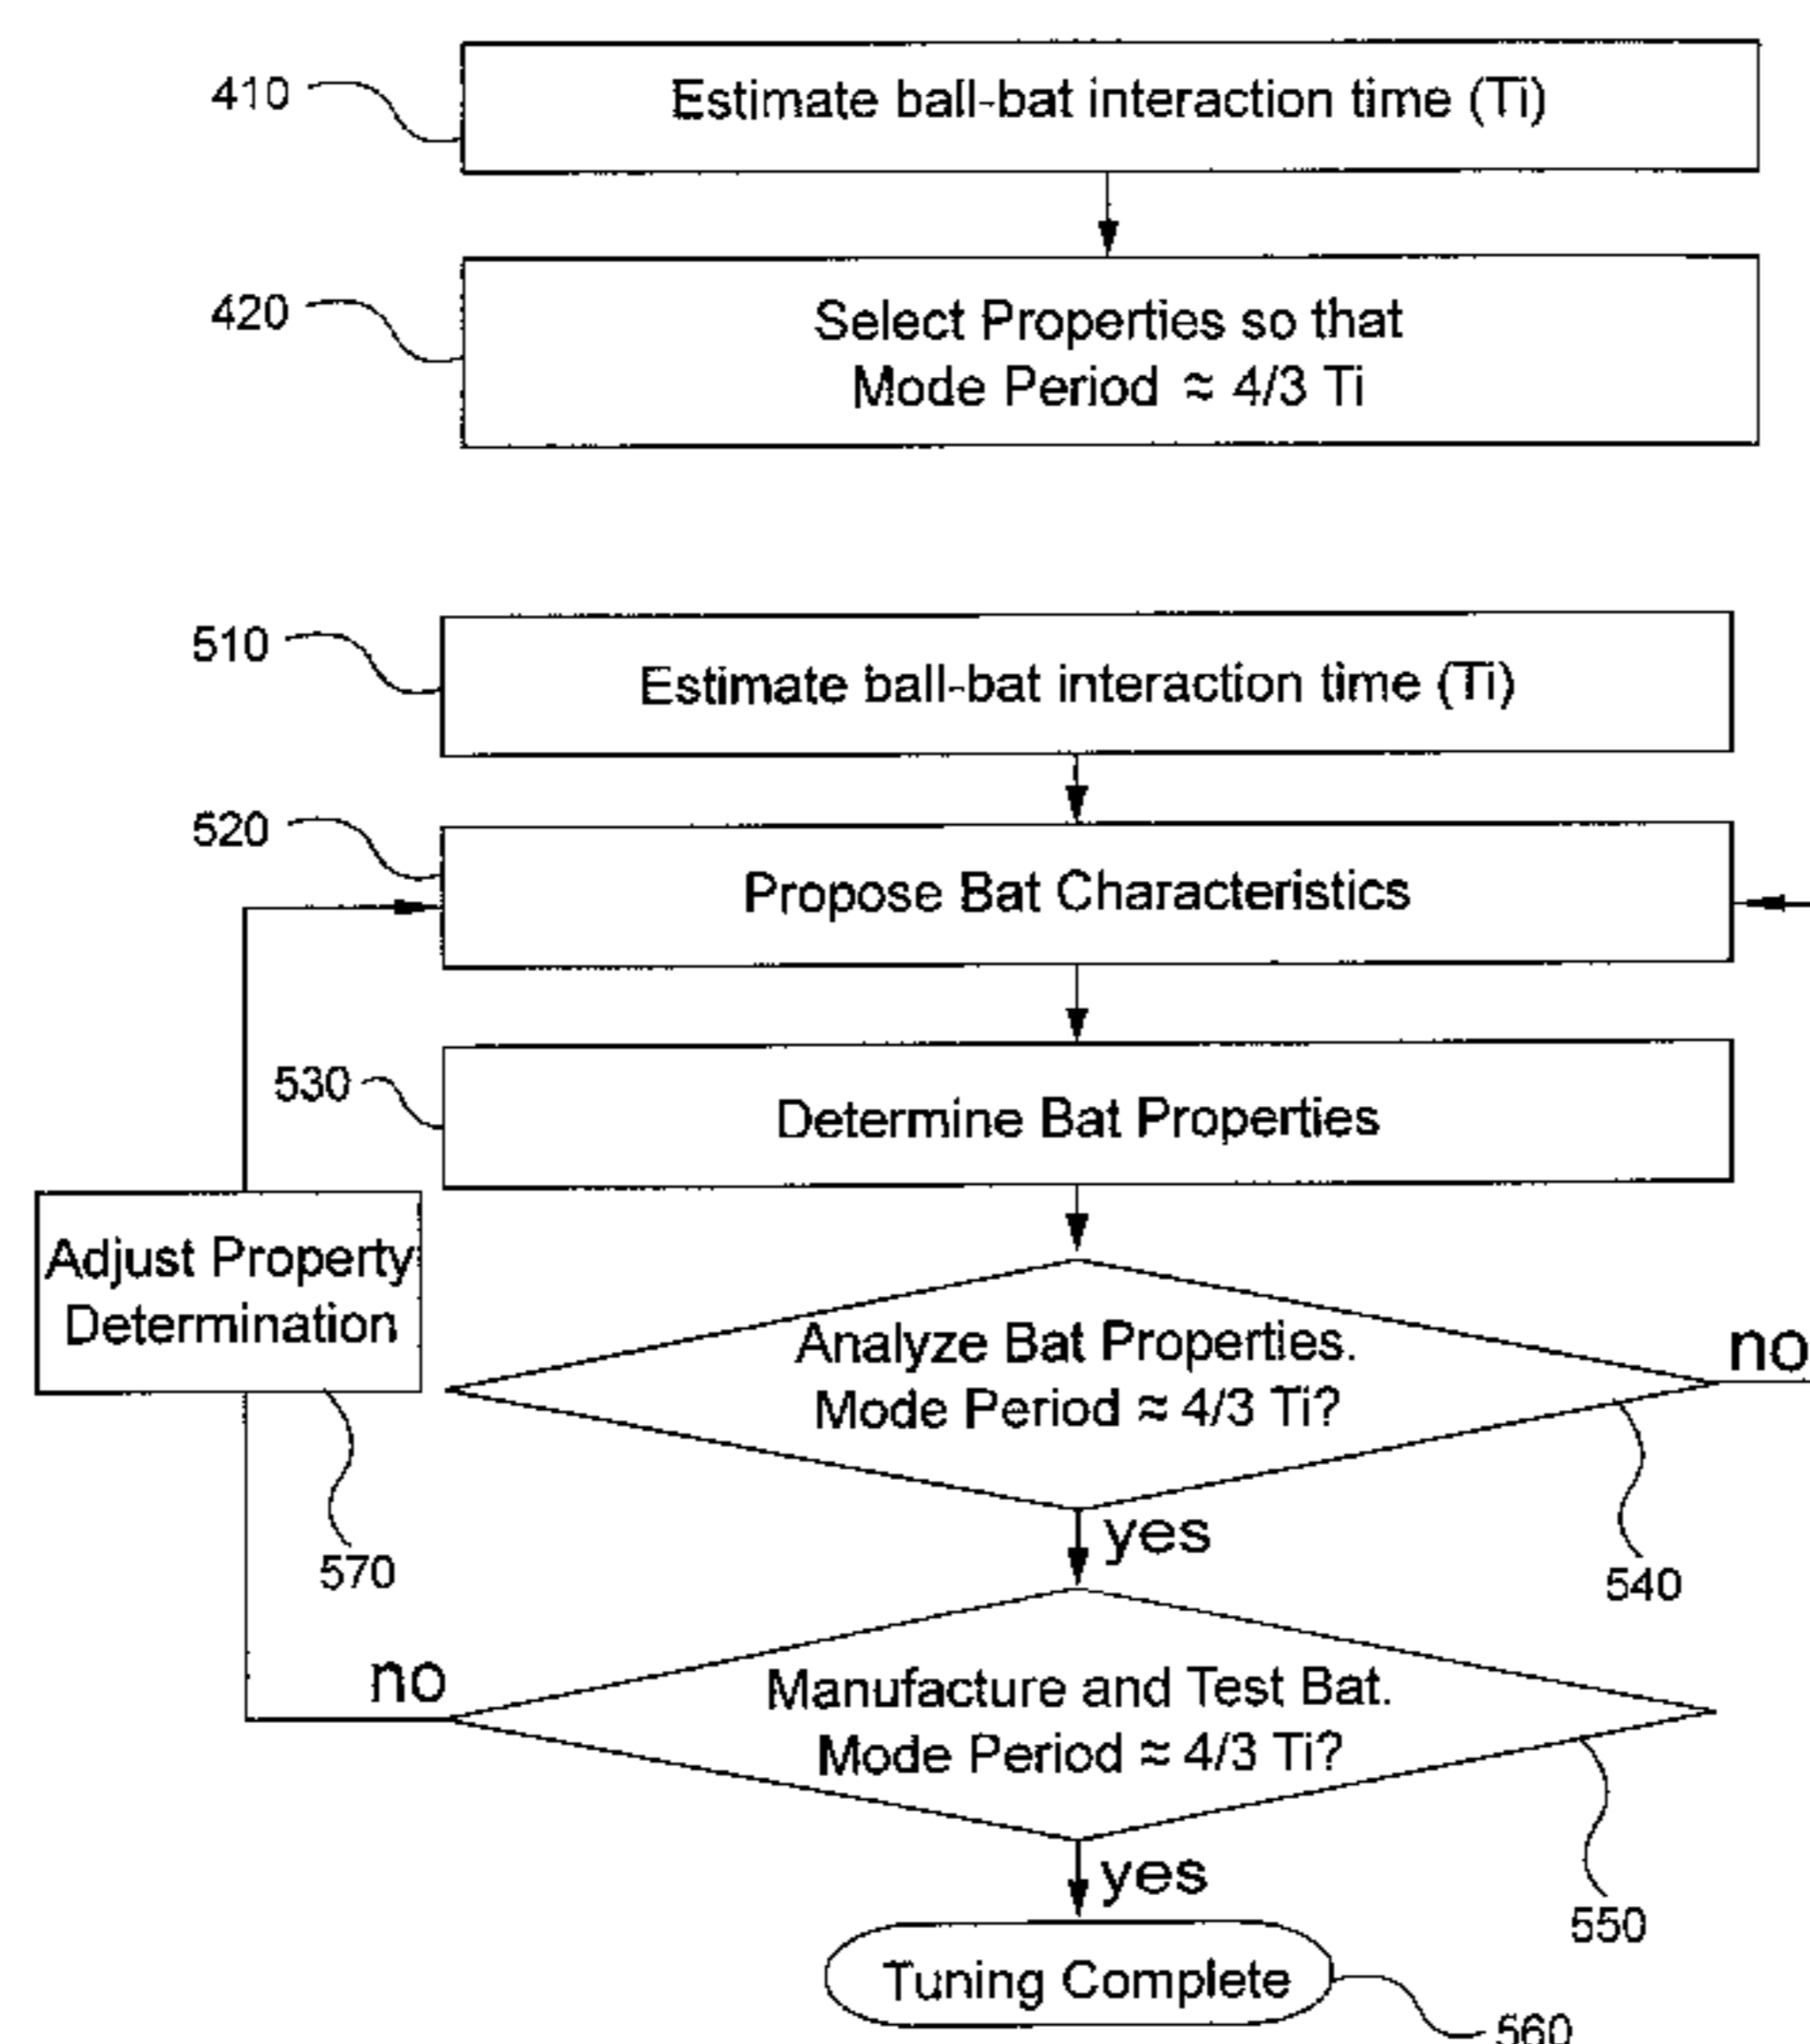 410
Estimate ball-bat interaction time (Ti)
420
Select Properties so that
Mode Period ≈ 4/3 Ti
510
Estimate ball-bat interaction time (Ti)
520
Propose Bat Characteristics
530
Determine Bat Properties
Adjust Property
Determination
570
Analyze Bat Properties.
Mode Period ≈ 4/3 Ti?
no
540
yes
Manufacture and Test Bat.
Mode Period ≈ 4/3 Ti?
no
550
yes
Tuning Complete
560